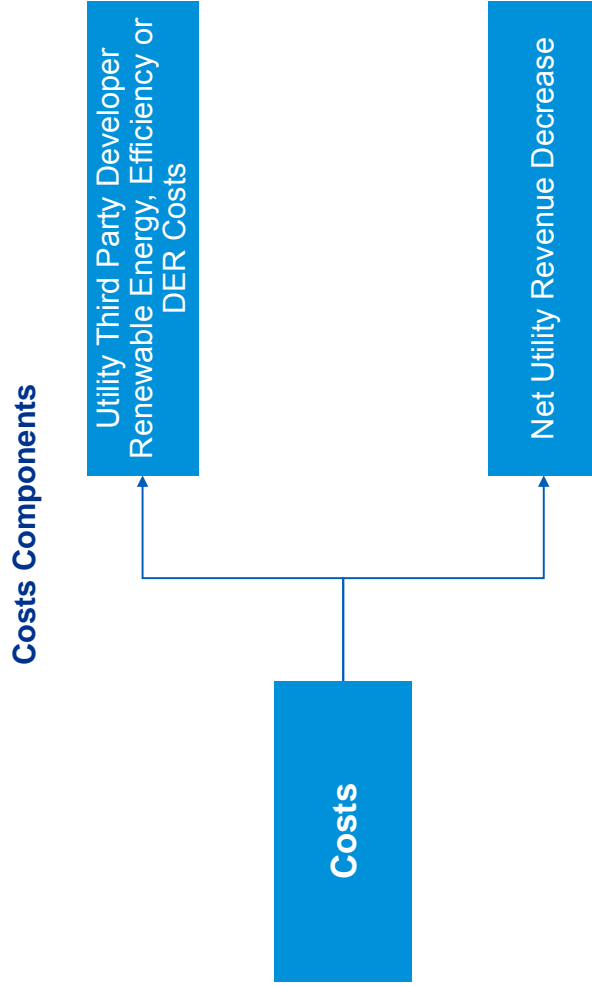 Costs Components
Costs
Utility Third Party Developer
Renewable Energy, Efficiency or
DER Costs
Net Utility Revenue Decrease